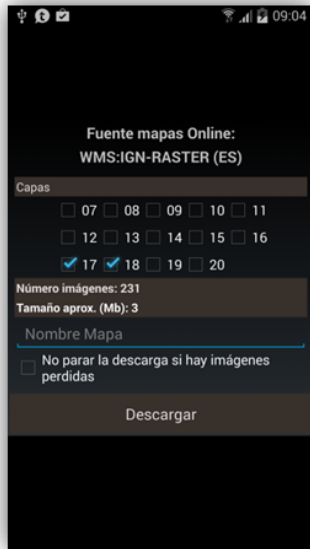 09:04
Fuente mapas Online:
WMS:IGN-RASTER (ES)
Capas
07 08 09 10 11
12 13 14 15 16
17 18 19 20
Número imágenes: 231
Tamaño aprox. (Mb): 3
Nombre Mapa
No parar la descarga si hay imágenes
perdidas
Descargar